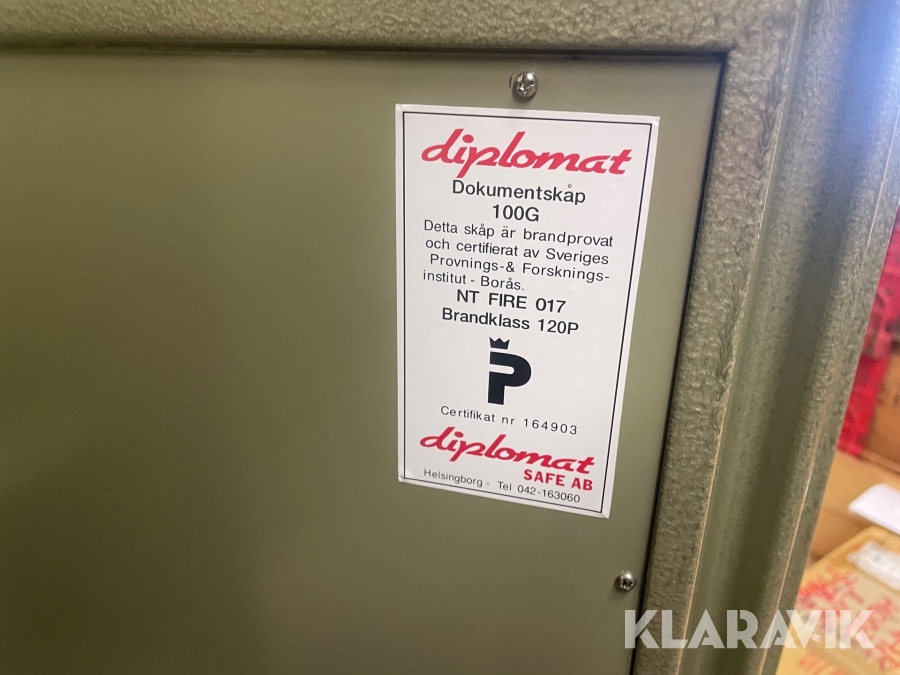 diplomat
Dokumentskåp
100G
Detta skåp är brandprovat
och certifierat av Sveriges
Provnings-& Forsknings-
institut - Borås.
NT FIRE 017
Brandklass 120P
P
Certifikat nr 164903
diplomat
SAFE AB
Helsingborg - Tel 042-163060
KLARAVIK